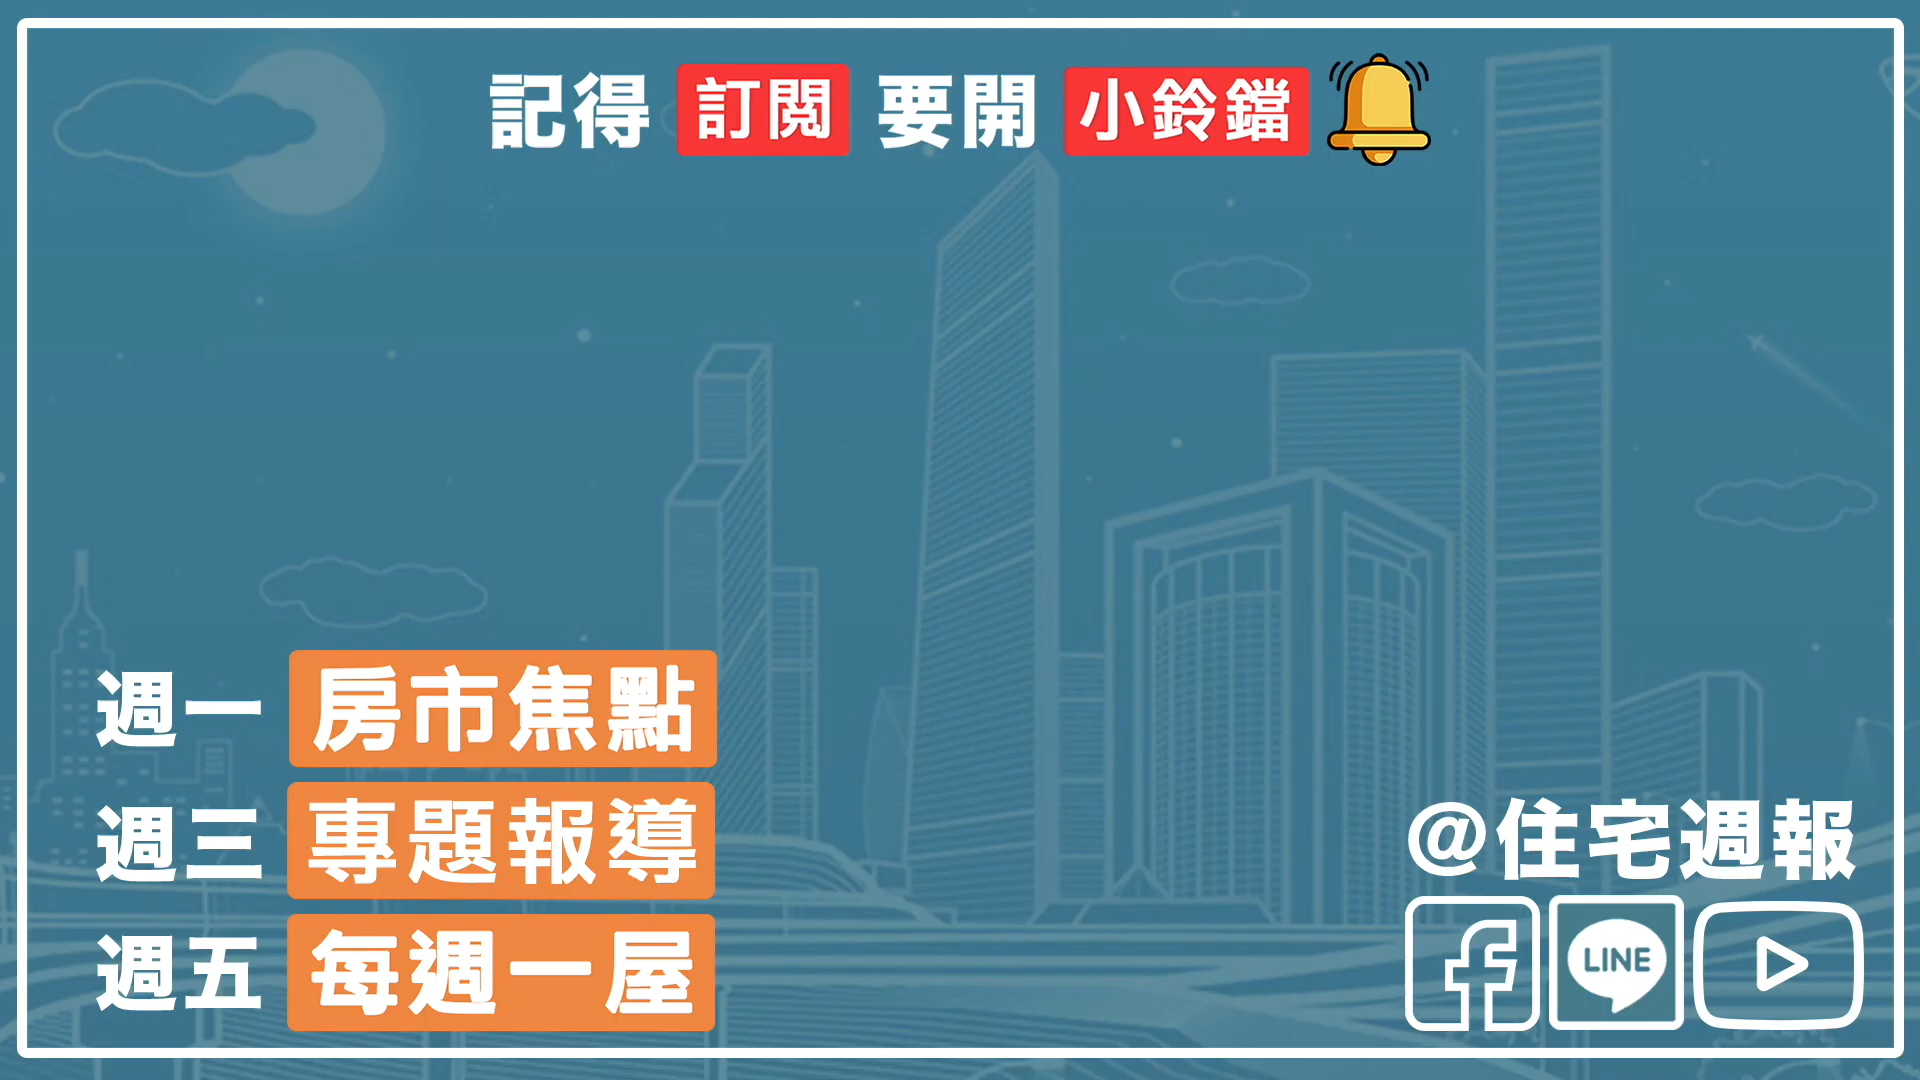 記得 訂閱 要開 小鈴鐺
週一 房市焦點
週三 專題報導
週五 每週一屋
@住宅週報
LINE